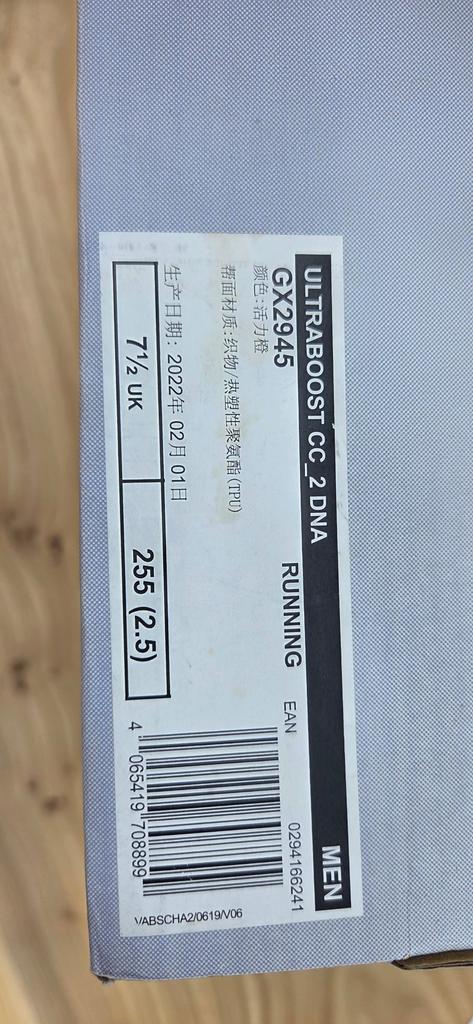 ULTRABOOST CC_2 DNA MEN
GX2945 RUNNING EAN 0294166241
颜色:活力橙
帮面材质:织物/热塑性聚氨酯(TPU)
生产日期: 2022年 02月 01日
7½ UK 255 (2.5)
4 065419 708899
VABSCHA2/0619/V06